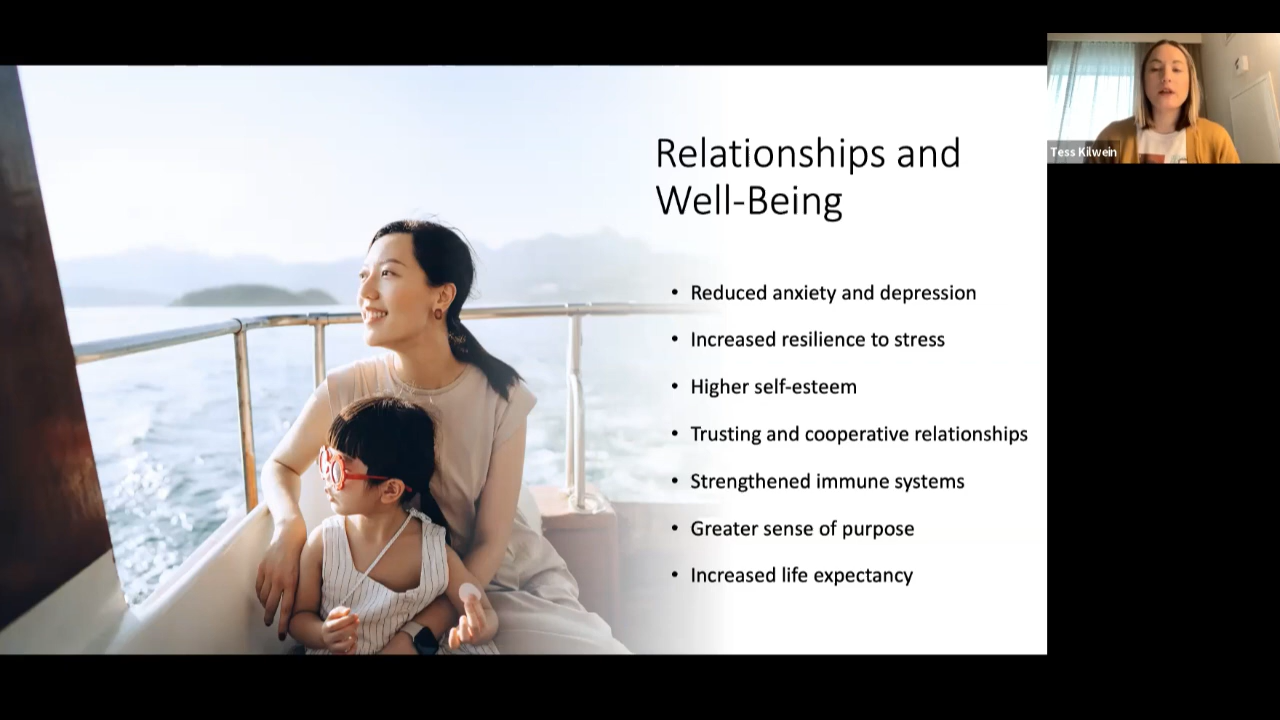 Relationships and
Well-Being
• Reduced anxiety and depression
• Increased resilience to stress
• Higher self-esteem
• Trusting and cooperative relationships
• Strengthened immune systems
• Greater sense of purpose
• Increased life expectancy
Tess Kilwein